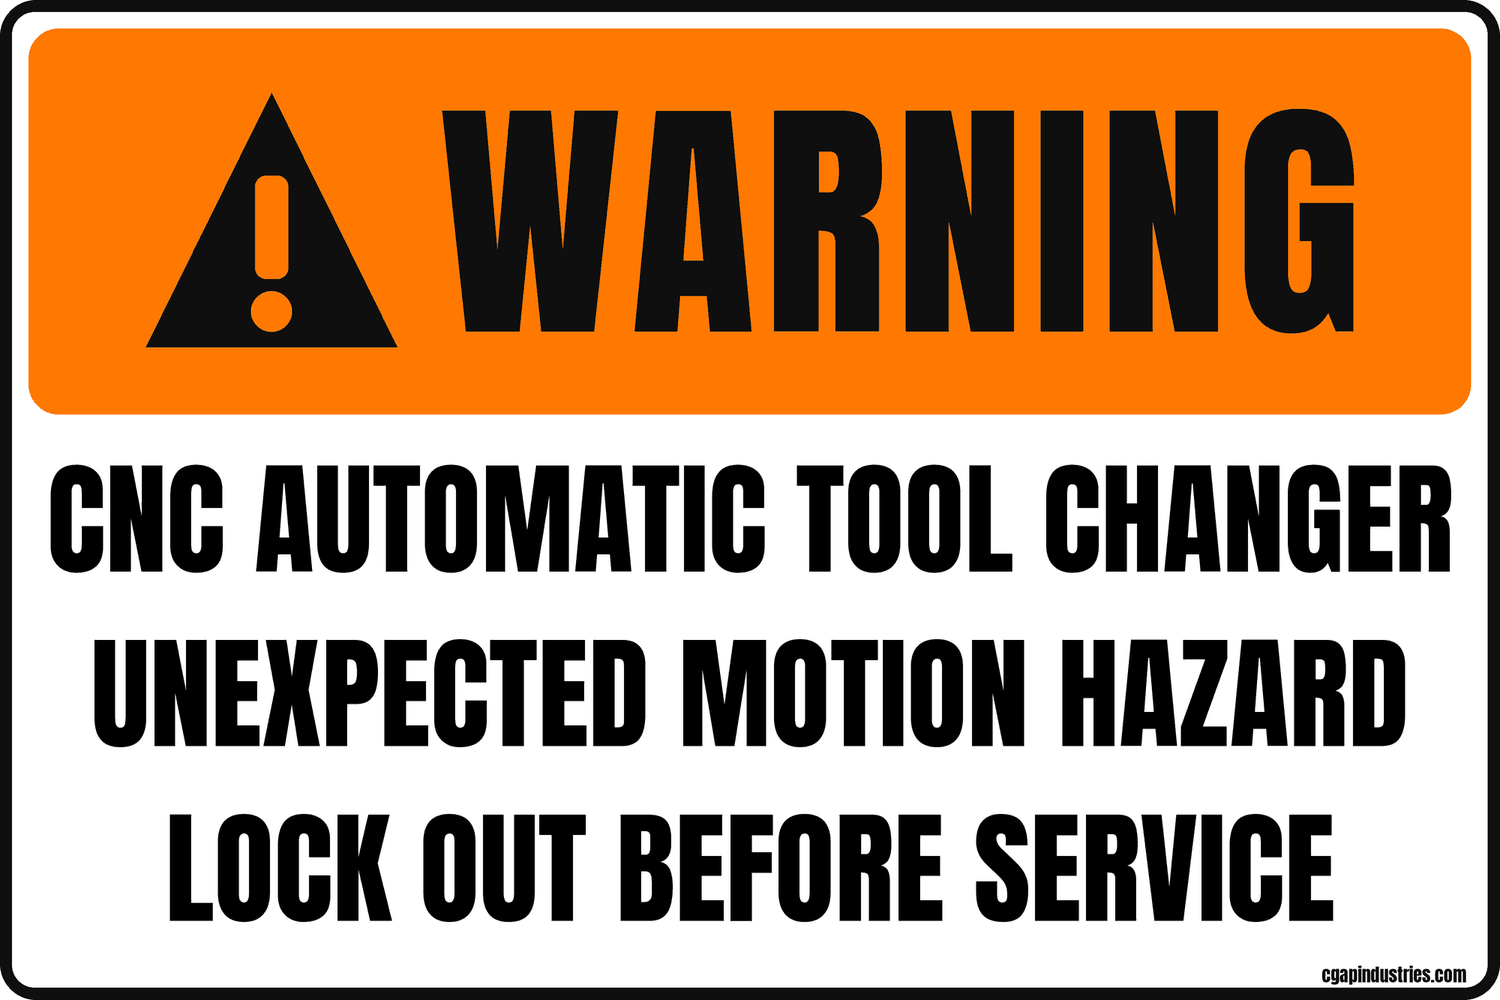 WARNING
CNC AUTOMATIC TOOL CHANGER
UNEXPECTED MOTION HAZARD
LOCK OUT BEFORE SERVICE
cgapindustries.com